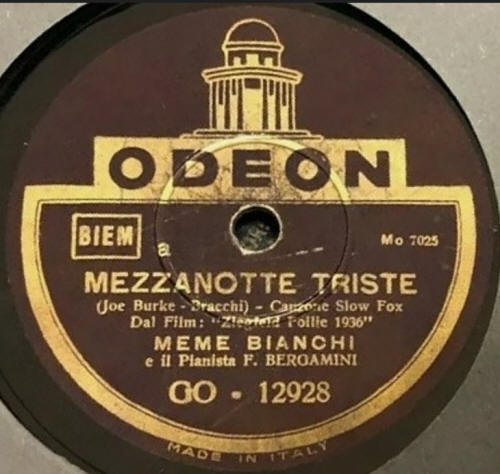 ODEON
BIEM a Mo 7025
MEZZANOTTE TRISTE
(Joe Burke - Bracchi) - Canzone Slow Fox
Dal Film: "Ziegfeld Follie 1936"
MEME BIANCHI
e il Pianista F. BERGAMINI
GO - 12928
MADE IN ITALY